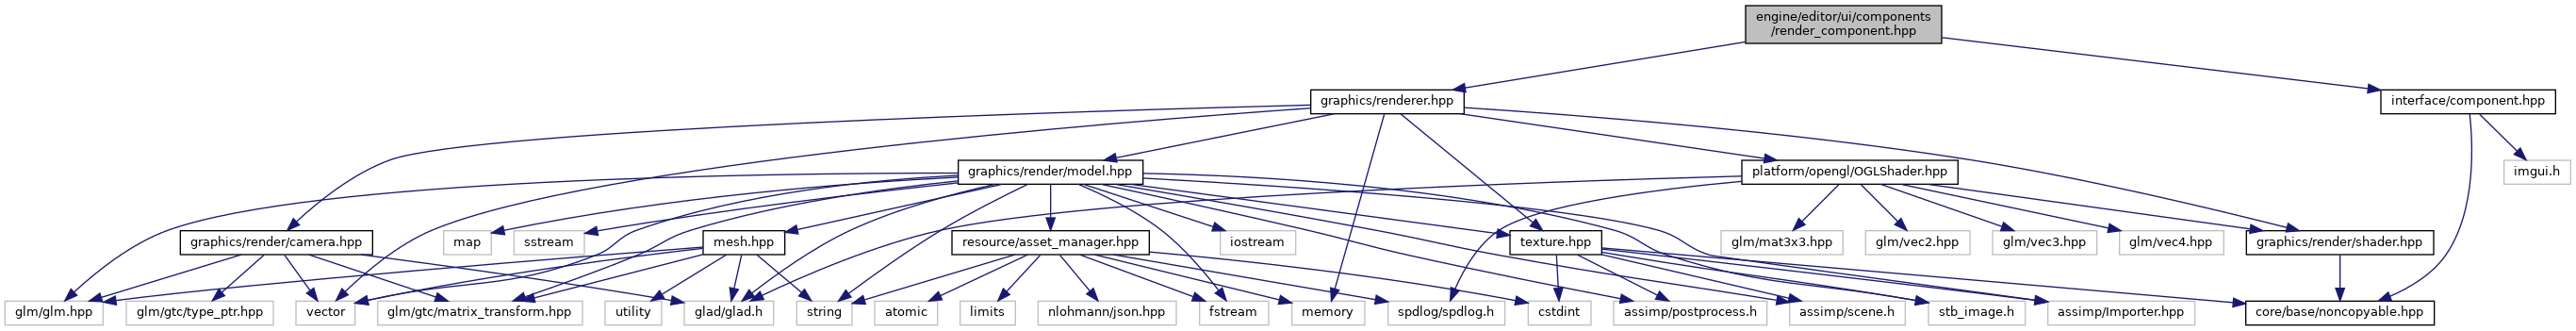 engine/editor/ui/components
/render_component.hpp
graphics/renderer.hpp
interface/component.hpp
graphics/render/model.hpp
platform/opengl/OGLShader.hpp
imgui.h
graphics/render/camera.hpp
map
sstream
mesh.hpp
resource/asset_manager.hpp
iostream
texture.hpp
glm/mat3x3.hpp
glm/vec2.hpp
glm/vec3.hpp
glm/vec4.hpp
graphics/render/shader.hpp
glm/glm.hpp
glm/gtc/type_ptr.hpp
vector
glm/gtc/matrix_transform.hpp
utility
glad/glad.h
string
atomic
limits
nlohmann/json.hpp
fstream
memory
spdlog/spdlog.h
cstdint
assimp/postprocess.h
assimp/scene.h
stb_image.h
assimp/Importer.hpp
core/base/noncopyable.hpp